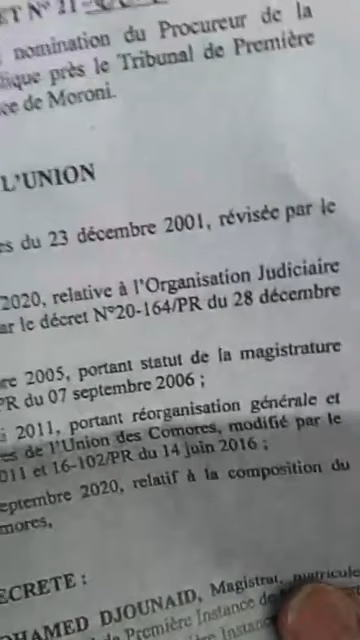 ET N° 21-
nomination du Procureur de la
lique près le Tribunal de Première
ce de Moroni.
L'UNION
es du 23 décembre 2001, révisée par le
2020, relative à l'Organisation Judiciaire
ar le décret N°20-164/PR du 28 décembre
re 2005, portant statut de la magistrature
PR du 07 septembre 2006 ;
i 2011, portant réorganisation générale et
es de l'Union des Comores, modifié par le
011 et 16-102/PR du 14 juin 2016 ;
eptembre 2020, relatif à la composition du
mores,
ECRETE :
OHAMED DJOUNAID, Magistrat, matricule
de Première Instance de
Instance